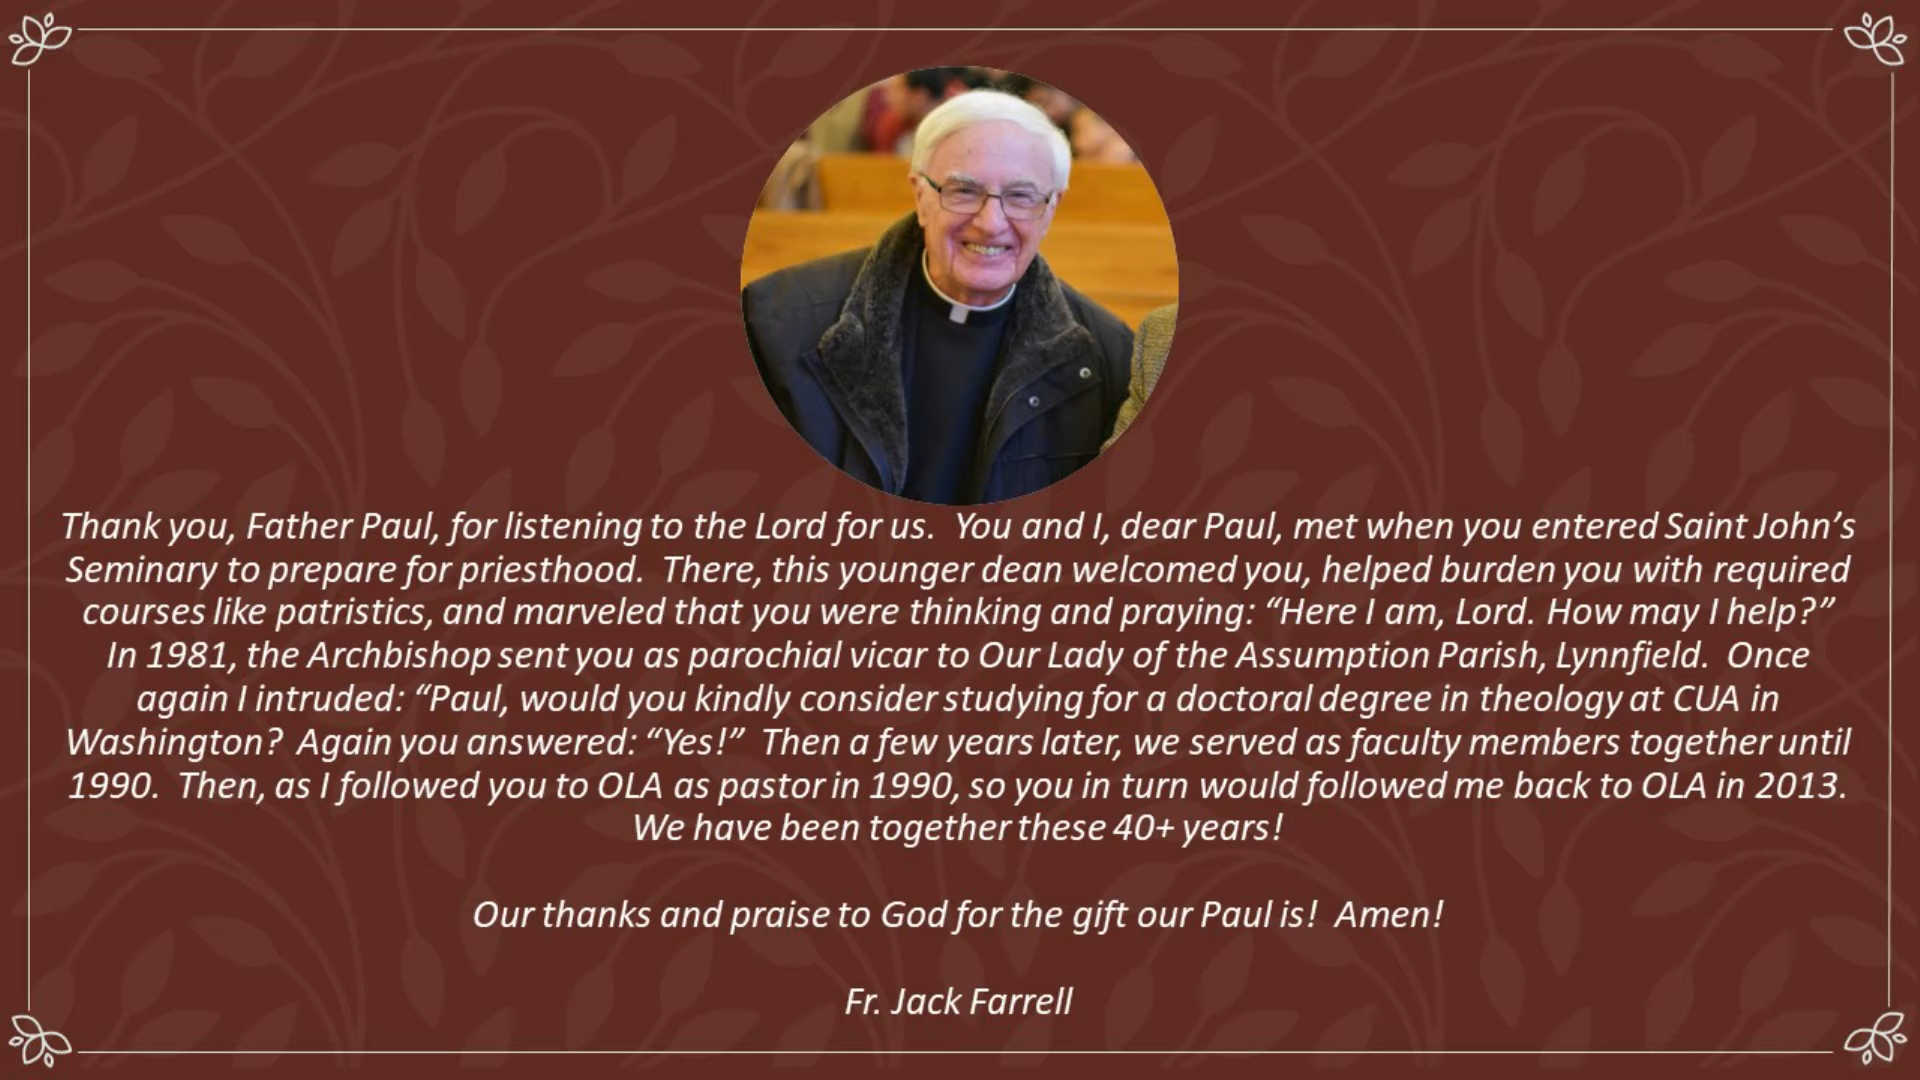 Thank you, Father Paul, for listening to the Lord for us.  You and I, dear Paul, met when you entered Saint John’s
Seminary to prepare for priesthood.  There, this younger dean welcomed you, helped burden you with required
courses like patristics, and marveled that you were thinking and praying: “Here I am, Lord. How may I help?”
In 1981, the Archbishop sent you as parochial vicar to Our Lady of the Assumption Parish, Lynnfield.  Once
again I intruded: “Paul, would you kindly consider studying for a doctoral degree in theology at CUA in
Washington?  Again you answered: “Yes!”  Then a few years later, we served as faculty members together until
1990.  Then, as I followed you to OLA as pastor in 1990, so you in turn would followed me back to OLA in 2013.
We have been together these 40+ years!
Our thanks and praise to God for the gift our Paul is!  Amen!
Fr. Jack Farrell